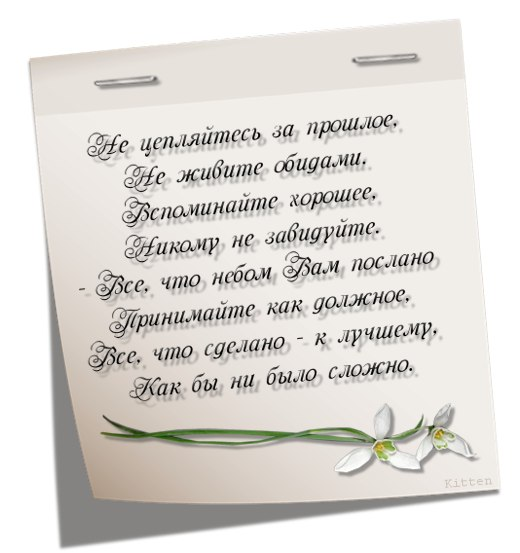 Не цепляйтесь за прошлое,
Не живите обидами.
Вспоминайте хорошее,
Никому не завидуйте.
- Все, что небом Вам послано
Принимайте как должное,
Все, что сделано - к лучшему,
Как бы ни было сложно.
Kitten